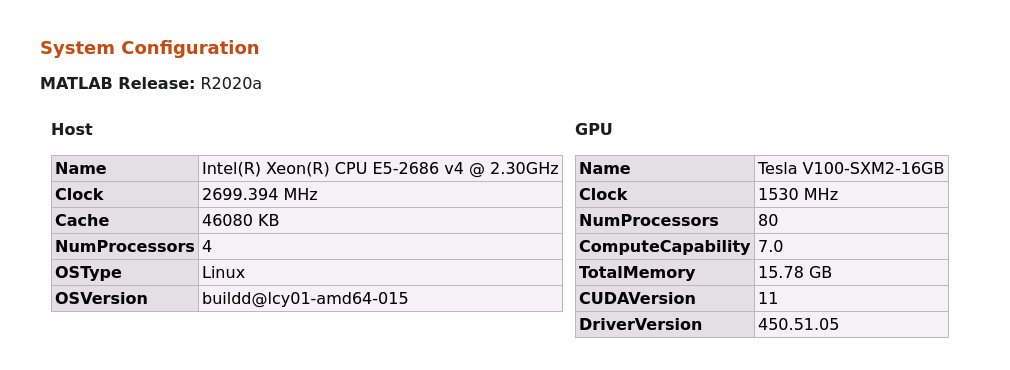 System Configuration
MATLAB Release: R2020a
Host
Name Intel(R) Xeon(R) CPU E5-2686 v4 @ 2.30GHz
Clock 2699.394 MHz
Cache 46080 KB
NumProcessors 4
OSType Linux
OSVersion buildd@lcy01-amd64-015
GPU
Name Tesla V100-SXM2-16GB
Clock 1530 MHz
NumProcessors 80
ComputeCapability 7.0
TotalMemory 15.78 GB
CUDAVersion 11
DriverVersion 450.51.05